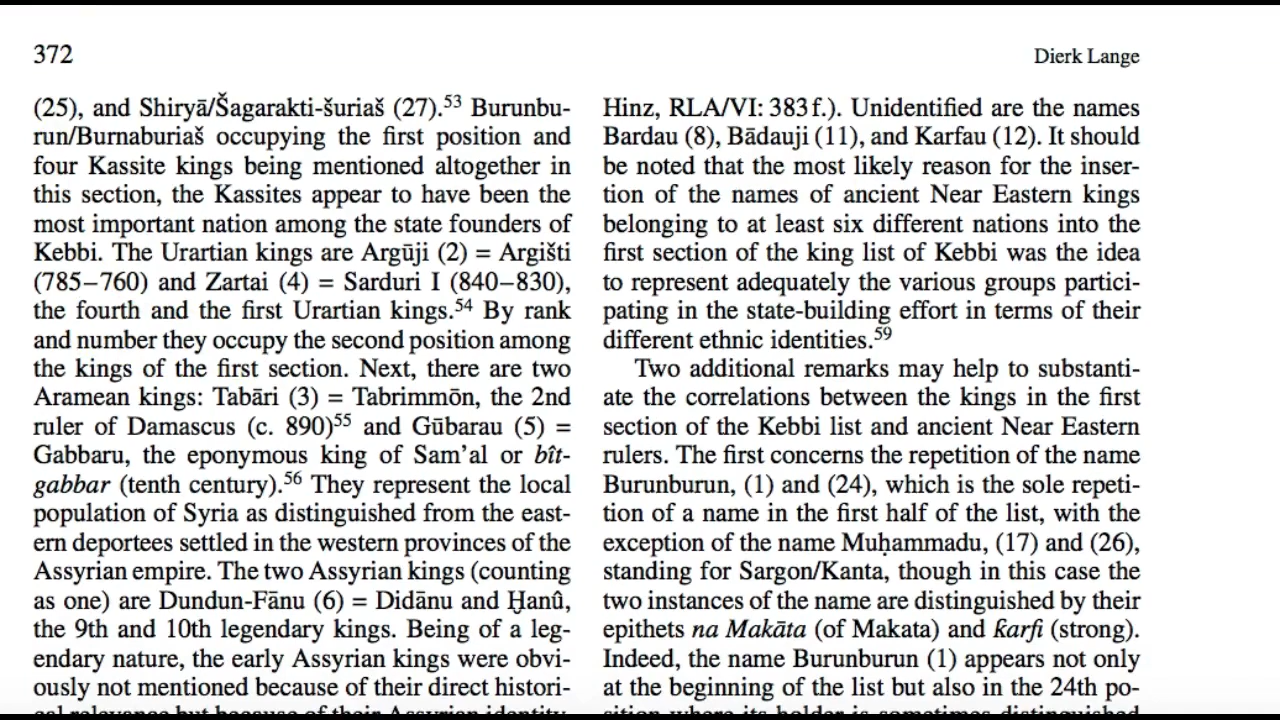 372
Dierk Lange
(25), and Shiryā/Šagarakti-šuriaš (27).⁵³ Burunbu-
run/Burnaburiaš occupying the first position and
four Kassite kings being mentioned altogether in
this section, the Kassites appear to have been the
most important nation among the state founders of
Kebbi. The Urartian kings are Argūji (2) = Argišti
(785–760) and Zartai (4) = Sarduri I (840–830),
the fourth and the first Urartian kings.⁵⁴ By rank
and number they occupy the second position among
the kings of the first section. Next, there are two
Aramean kings: Tabāri (3) = Tabrimmōn, the 2nd
ruler of Damascus (c. 890)⁵⁵ and Gūbarau (5) =
Gabbaru, the eponymous king of Sam’al or bît-
gabbar (tenth century).⁵⁶ They represent the local
population of Syria as distinguished from the east-
ern deportees settled in the western provinces of the
Assyrian empire. The two Assyrian kings (counting
as one) are Dundun-Fānu (6) = Didānu and Ḫanû,
the 9th and 10th legendary kings. Being of a leg-
endary nature, the early Assyrian kings were obvi-
ously not mentioned because of their direct histori-
cal relevance but because of their Assyrian identity.
Hinz, RLA/VI: 383 f.). Unidentified are the names
Bardau (8), Bādauji (11), and Karfau (12). It should
be noted that the most likely reason for the inser-
tion of the names of ancient Near Eastern kings
belonging to at least six different nations into the
first section of the king list of Kebbi was the idea
to represent adequately the various groups partici-
pating in the state-building effort in terms of their
different ethnic identities.⁵⁹
Two additional remarks may help to substanti-
ate the correlations between the kings in the first
section of the Kebbi list and ancient Near Eastern
rulers. The first concerns the repetition of the name
Burunburun, (1) and (24), which is the sole repeti-
tion of a name in the first half of the list, with the
exception of the name Muḥammadu, (17) and (26),
standing for Sargon/Kanta, though in this case the
two instances of the name are distinguished by their
epithets na Makāta (of Makata) and ƙarfi (strong).
Indeed, the name Burunburun (1) appears not only
at the beginning of the list but also in the 24th po-
sition where its holder is sometimes distinguished